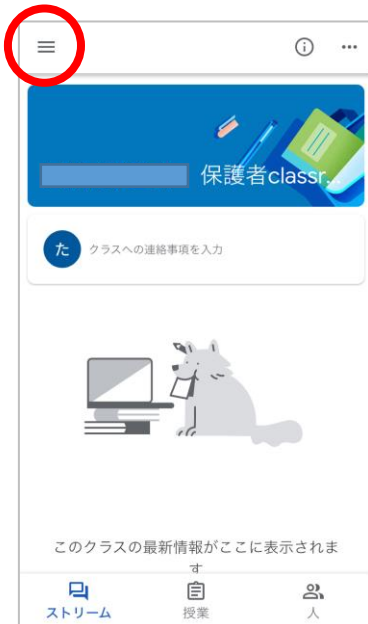 保護者classr...
た
クラスへの連絡事項を入力
このクラスの最新情報がここに表示されま
す
ストリーム
授業
人